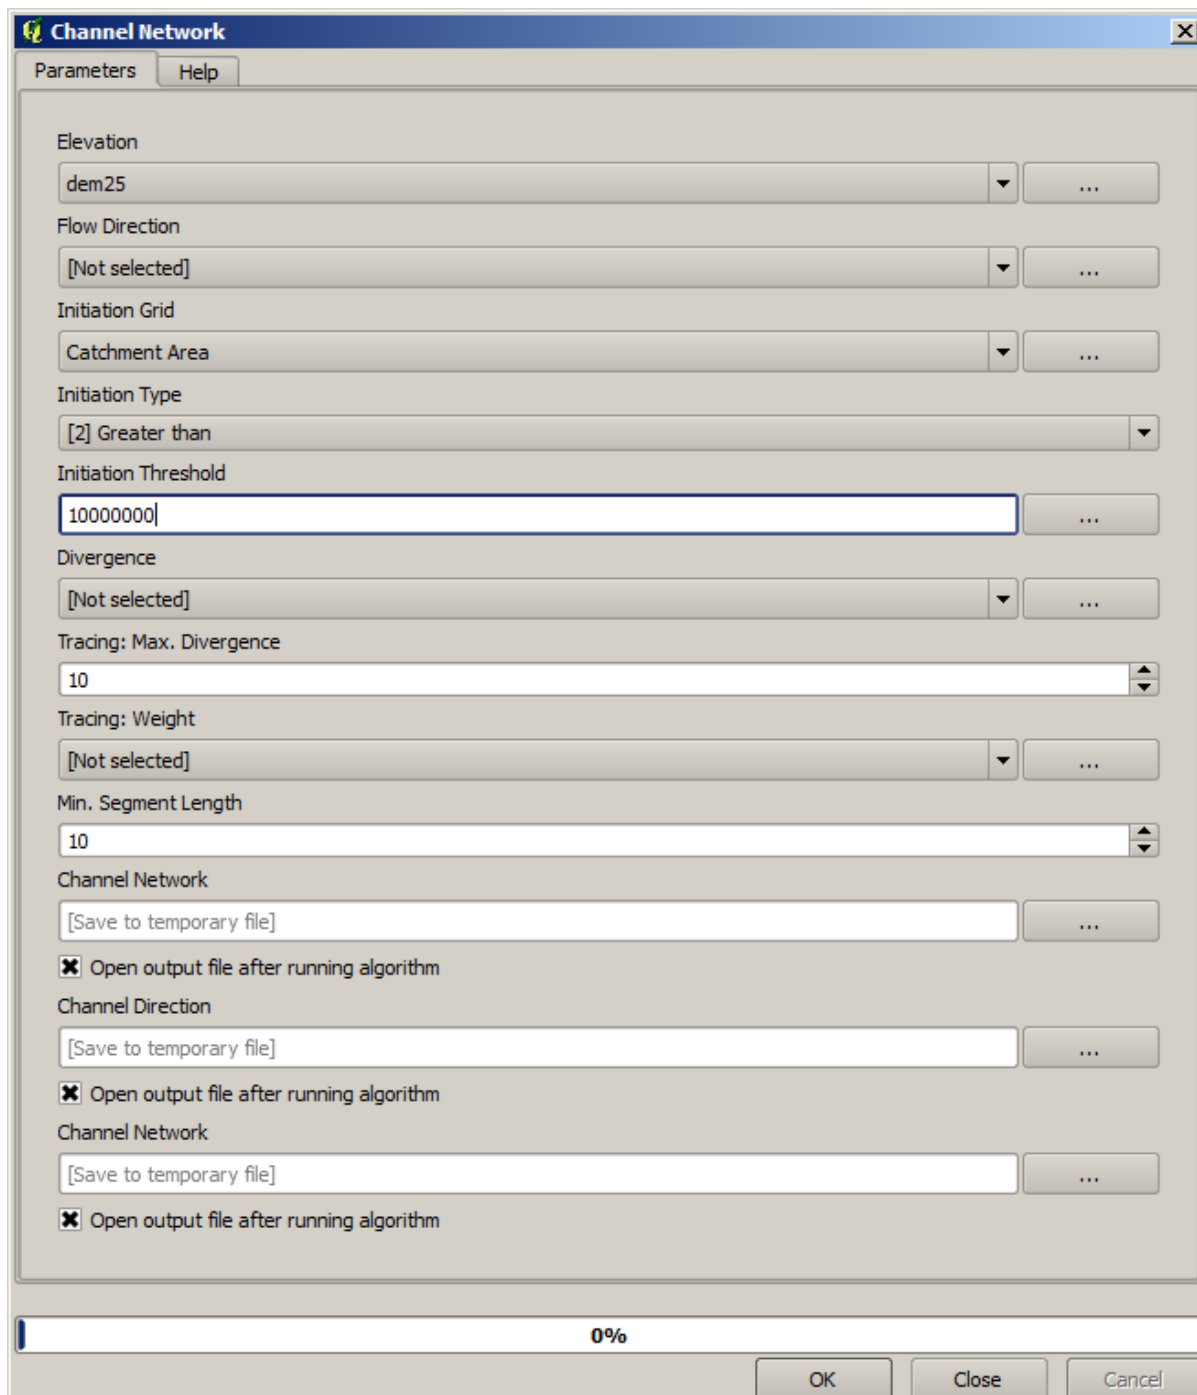 Channel Network
Parameters Help
Elevation
dem25 ...
Flow Direction
[Not selected] ...
Initiation Grid
Catchment Area ...
Initiation Type
[2] Greater than
Initiation Threshold
10000000 ...
Divergence
[Not selected] ...
Tracing: Max. Divergence
10
Tracing: Weight
[Not selected] ...
Min. Segment Length
10
Channel Network
[Save to temporary file] ...
Open output file after running algorithm
Channel Direction
[Save to temporary file] ...
Open output file after running algorithm
Channel Network
[Save to temporary file] ...
Open output file after running algorithm
0%
OK Close Cancel